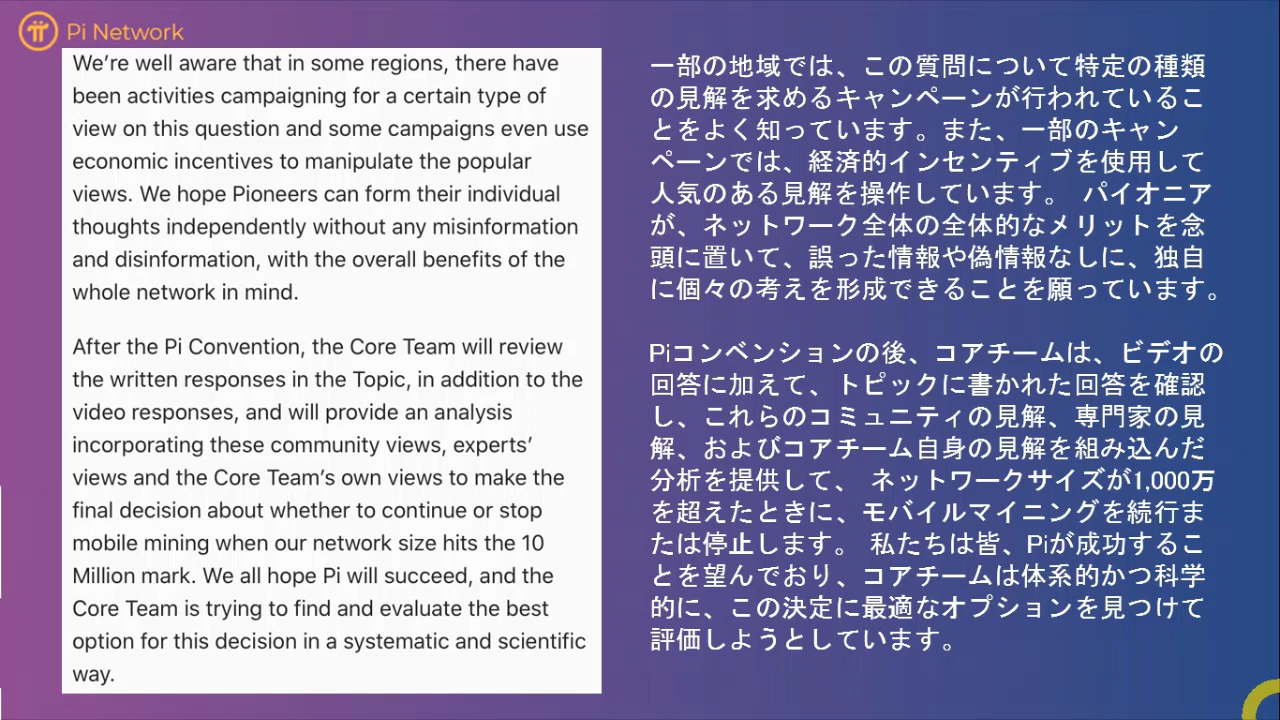 Pi Network
We're well aware that in some regions, there have
been activities campaigning for a certain type of
view on this question and some campaigns even use
economic incentives to manipulate the popular
views. We hope Pioneers can form their individual
thoughts independently without any misinformation
and disinformation, with the overall benefits of the
whole network in mind.
After the Pi Convention, the Core Team will review
the written responses in the Topic, in addition to the
video responses, and will provide an analysis
incorporating these community views, experts'
views and the Core Team's own views to make the
final decision about whether to continue or stop
mobile mining when our network size hits the 10
Million mark. We all hope Pi will succeed, and the
Core Team is trying to find and evaluate the best
option for this decision in a systematic and scientific
way.
一部の地域では、この質問について特定の種類
の見解を求めるキャンペーンが行われているこ
とをよく知っています。また、一部のキャン
ペーンでは、経済的インセンティブを使用して
人気のある見解を操作しています。 パイオニア
が、ネットワーク全体の全体的なメリットを念
頭に置いて、誤った情報や偽情報なしに、独自
に個々の考えを形成できることを願っています。
Piコンベンションの後、コアチームは、ビデオの
回答に加えて、トピックに書かれた回答を確認
し、これらのコミュニティの見解、専門家の見
解、およびコアチーム自身の見解を組み込んだ
分析を提供して、 ネットワークサイズが1,000万
を超えたときに、モバイルマイニングを続行ま
たは停止します。 私たちは皆、Piが成功するこ
とを望んでおり、コアチームは体系的かつ科学
的に、この決定に最適なオプションを見つけて
評価しようとしています。